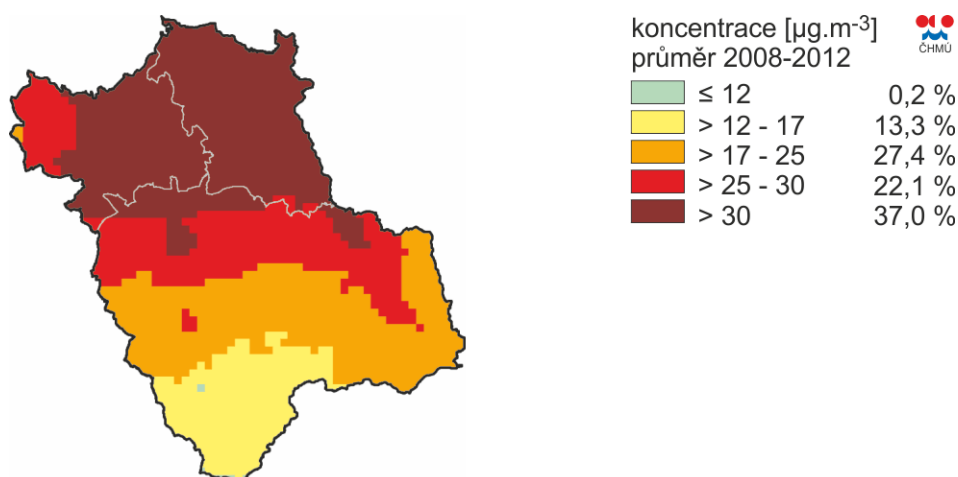 koncentrace [µg.m-3]
průměr 2008-2012
ČHMÚ
≤ 12 0,2 %
> 12 - 17 13,3 %
> 17 - 25 27,4 %
> 25 - 30 22,1 %
> 30 37,0 %